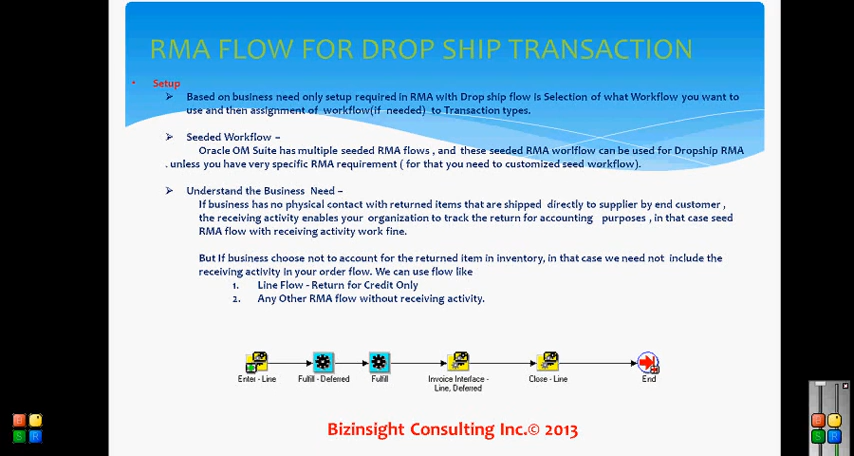 RMA FLOW FOR DROP SHIP TRANSACTION
• Setup
➢ Based on business need only setup required in RMA with Drop ship flow is Selection of what Workflow you want to
use and then assignment of workflow(if needed) to Transaction types.
➢ Seeded Workflow –
Oracle OM Suite has multiple seeded RMA flows , and these seeded RMA worlflow can be used for Dropship RMA
. unless you have very specific RMA requirement ( for that you need to customized seed workflow).
➢ Understand the Business Need –
If business has no physical contact with returned items that are shipped directly to supplier by end customer ,
the receiving activity enables your organization to track the return for accounting purposes , in that case seed
RMA flow with receiving activity work fine.
But If business choose not to account for the returned item in inventory, in that case we need not include the
receiving activity in your order flow. We can use flow like
1. Line Flow - Return for Credit Only
2. Any Other RMA flow without receiving activity.
Enter - Line
Fulfill - Deferred
Fulfill
Invoice Interface -
Line, Deferred
Close - Line
End
Bizinsight Consulting Inc.© 2013
B
S R
B
S R